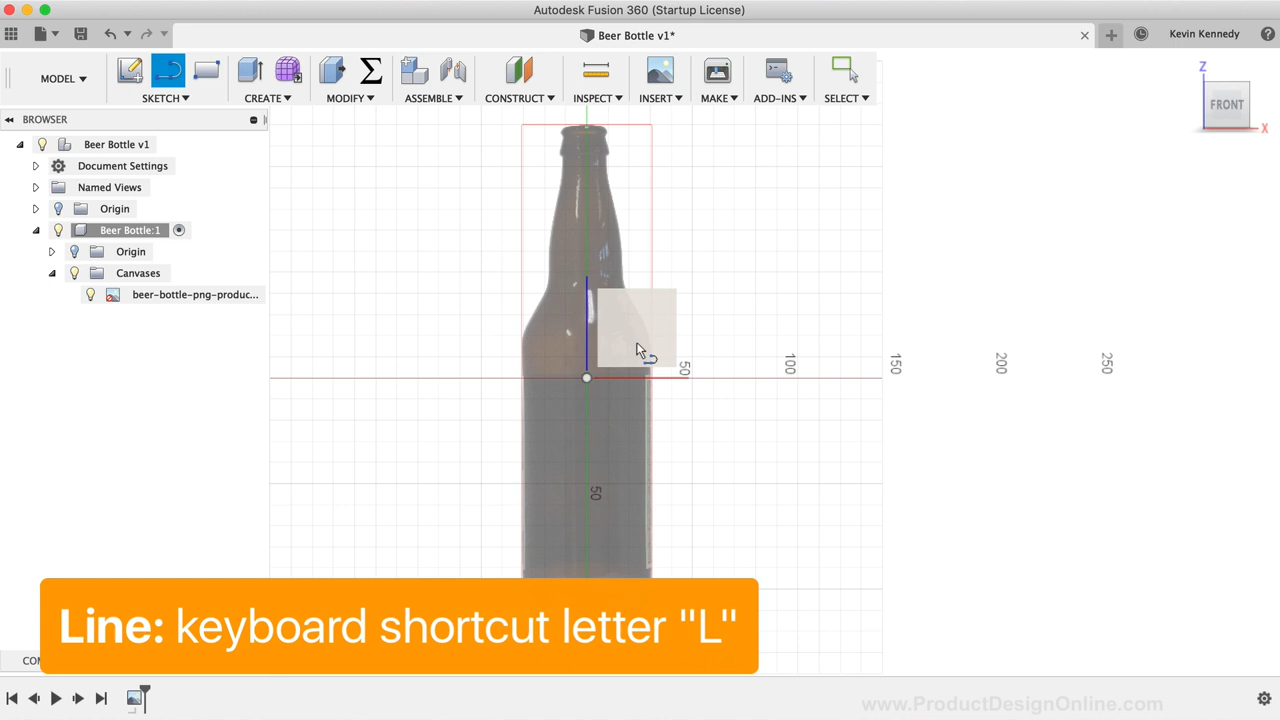 Autodesk Fusion 360 (Startup License)
Beer Bottle v1*
Kevin Kennedy
MODEL
SKETCH
CREATE
MODIFY
ASSEMBLE
CONSTRUCT
INSPECT
INSERT
MAKE
ADD-INS
SELECT
BROWSER
Beer Bottle v1
Document Settings
Named Views
Origin
Beer Bottle:1
Origin
Canvases
beer-bottle-png-produc...
Z
FRONT
X
50
100
150
200
250
50
Line: keyboard shortcut letter "L"
www.ProductDesignOnline.com